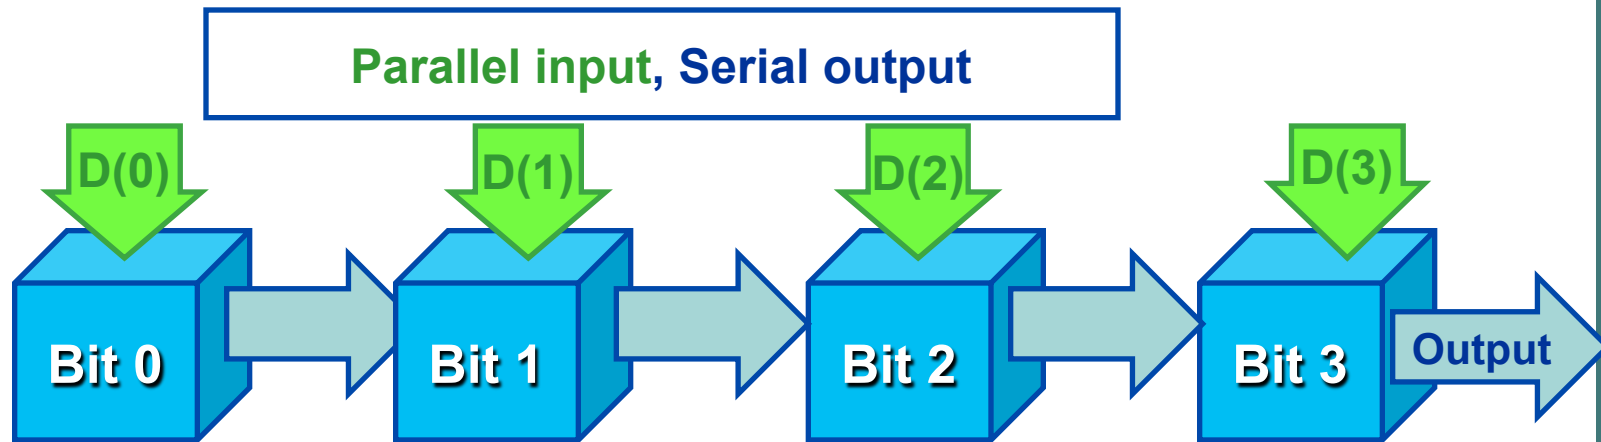 Parallel input, Serial output
D(0) D(1) D(2) D(3)
Bit 0 Bit 1 Bit 2 Bit 3 Output